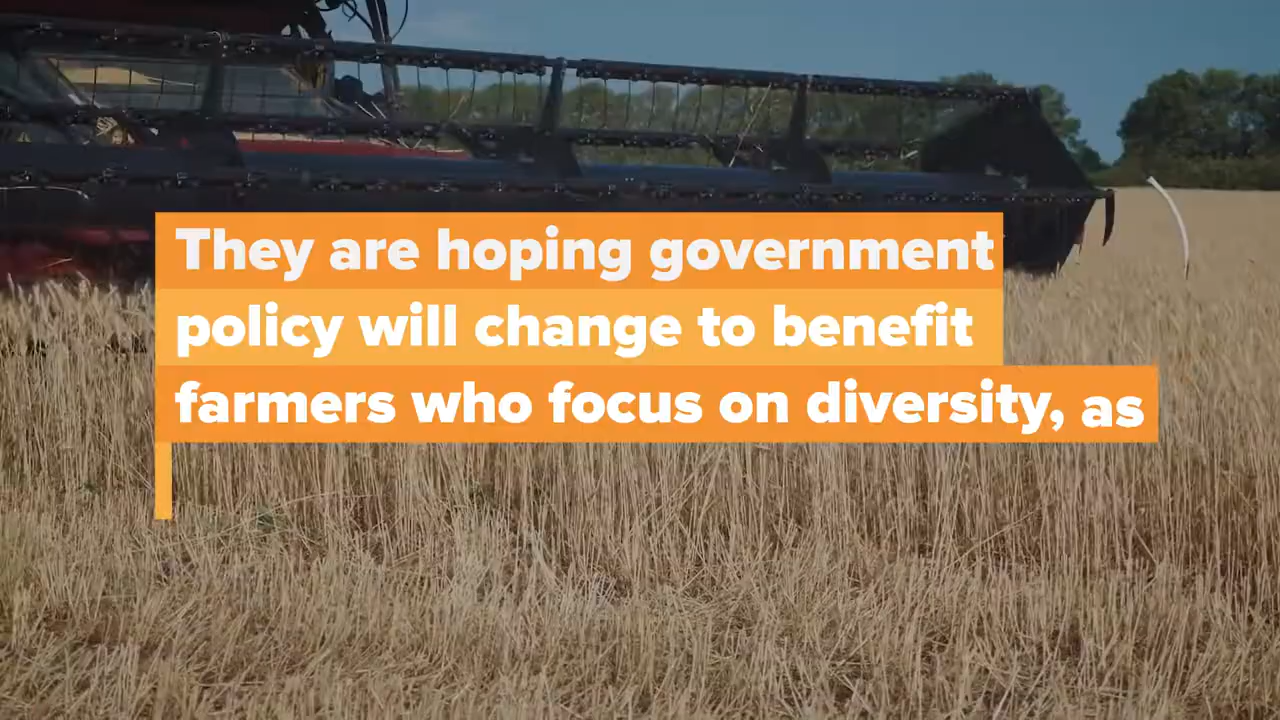 They are hoping government
policy will change to benefit
farmers who focus on diversity, as